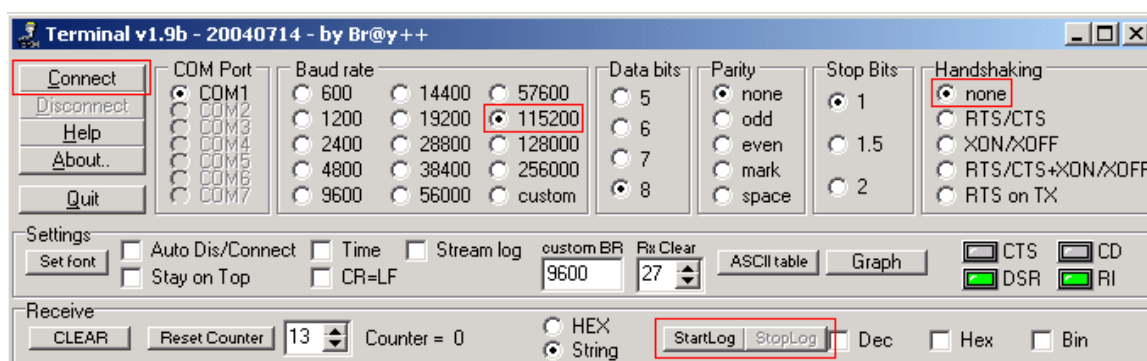 Terminal v1.9b - 20040714 - by Br@y++
Connect
Disconnect
Help
About..
Quit
COM Port
COM1
COM2
COM3
COM4
COM5
COM6
COM7
Baud rate
600
1200
2400
4800
9600
14400
19200
28800
38400
56000
57600
115200
128000
256000
custom
Data bits
5
6
7
8
Parity
none
odd
even
mark
space
Stop Bits
1
1.5
2
Handshaking
none
RTS/CTS
XON/XOFF
RTS/CTS+XON/XOFF
RTS on TX
Settings
Set font
Auto Dis/Connect
Time
Stream log
Stay on Top
CR=LF
custom BR
9600
Rx Clear
27
ASCII table
Graph
CTS
CD
DSR
RI
Receive
CLEAR
Reset Counter
13
Counter = 0
HEX
String
StartLog
StopLog
Dec
Hex
Bin